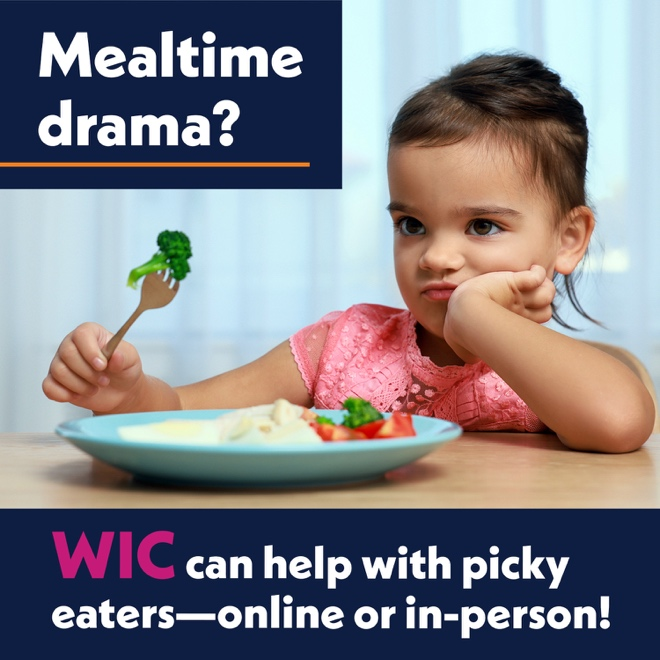 Mealtime
drama?
WIC can help with picky
eaters—online or in-person!